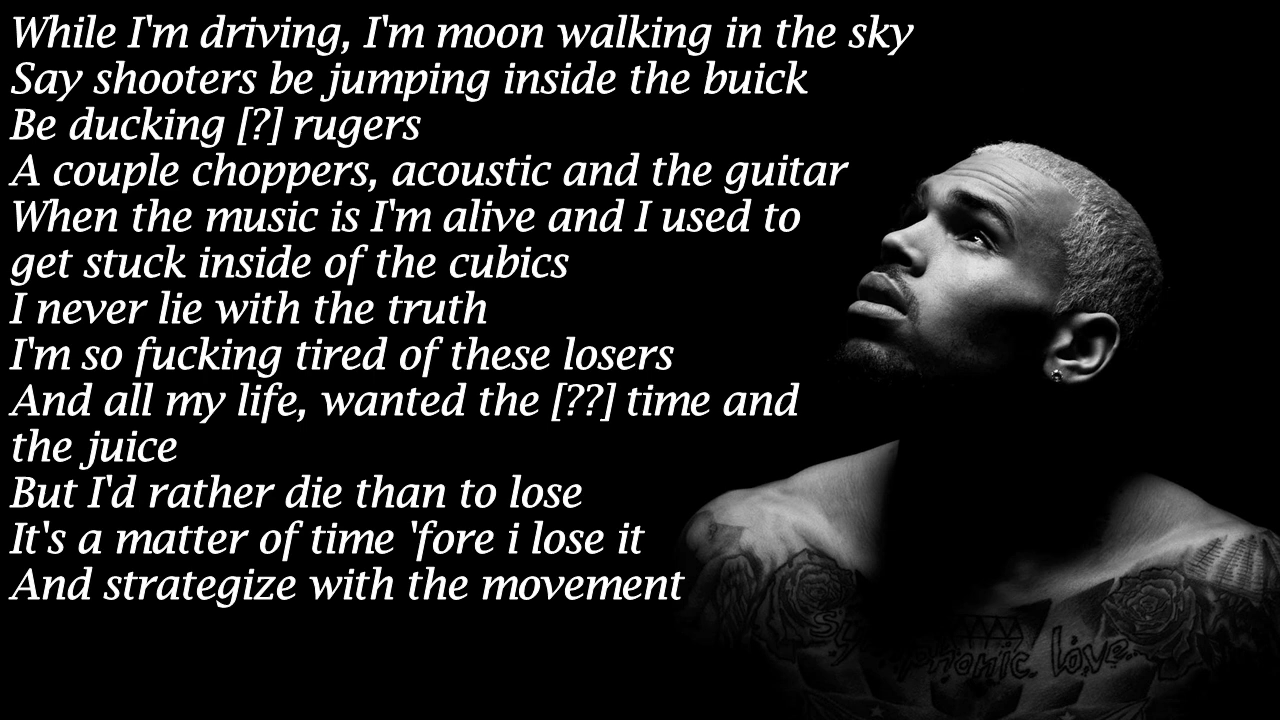 While I'm driving, I'm moon walking in the sky
Say shooters be jumping inside the buick
Be ducking [?] rugers
A couple choppers, acoustic and the guitar
When the music is I'm alive and I used to
get stuck inside of the cubics
I never lie with the truth
I'm so fucking tired of these losers
And all my life, wanted the [??] time and
the juice
But I'd rather die than to lose
It's a matter of time 'fore i lose it
And strategize with the movement
love...